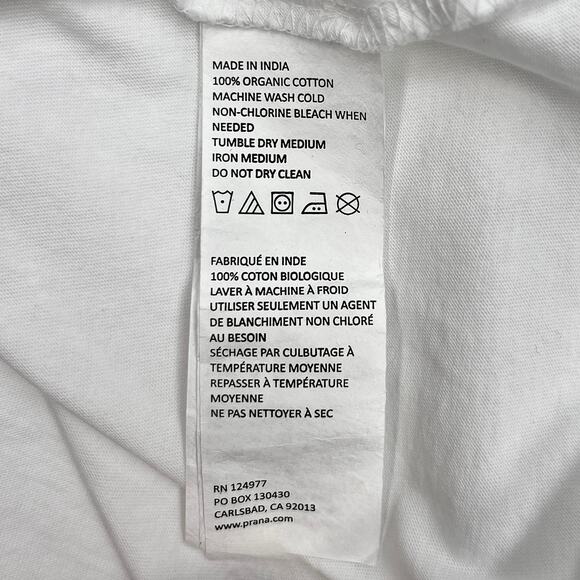 MADE IN INDIA
100% ORGANIC COTTON
MACHINE WASH COLD
NON-CHLORINE BLEACH WHEN
NEEDED
TUMBLE DRY MEDIUM
IRON MEDIUM
DO NOT DRY CLEAN
FABRIQUÉ EN INDE
100% COTON BIOLOGIQUE
LAVER À MACHINE À FROID
UTILISER SEULEMENT UN AGENT
DE BLANCHIMENT NON CHLORÉ
AU BESOIN
SÉCHAGE PAR CULBUTAGE À
TEMPÉRATURE MOYENNE
REPASSER À TEMPÉRATURE
MOYENNE
NE PAS NETTOYER À SEC
RN 124977
PO BOX 130430
CARLSBAD, CA 92013
www.prana.com